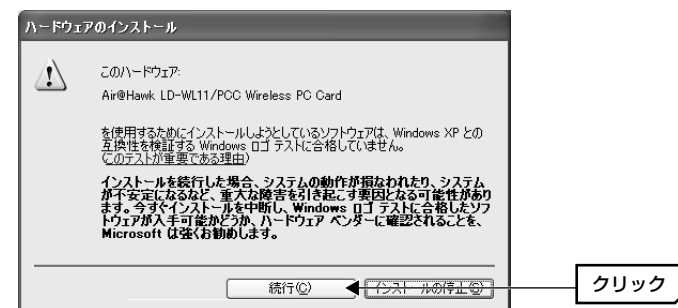 ハードウェアのインストール
このハードウェア:
Air@Hawk LD-WL11/PCC Wireless PC Card
を使用するためにインストールしようとしているソフトウェアは、Windows XP との
互換性を検証する Windows ロゴ テストに合格していません。
(このテストが重要である理由)
インストールを続行した場合、システムの動作が損なわれたり、システム
が不安定になるなど、重大な障害を引き起こす要因となる可能性があり
ます。今すぐインストールを中断し、Windows ロゴ テストに合格したソフ
トウェアが入手可能かどうか、ハードウェア ベンダーに確認されることを、
Microsoft は強くお勧めします。
続行(C)
インストールの停止(S)
クリック